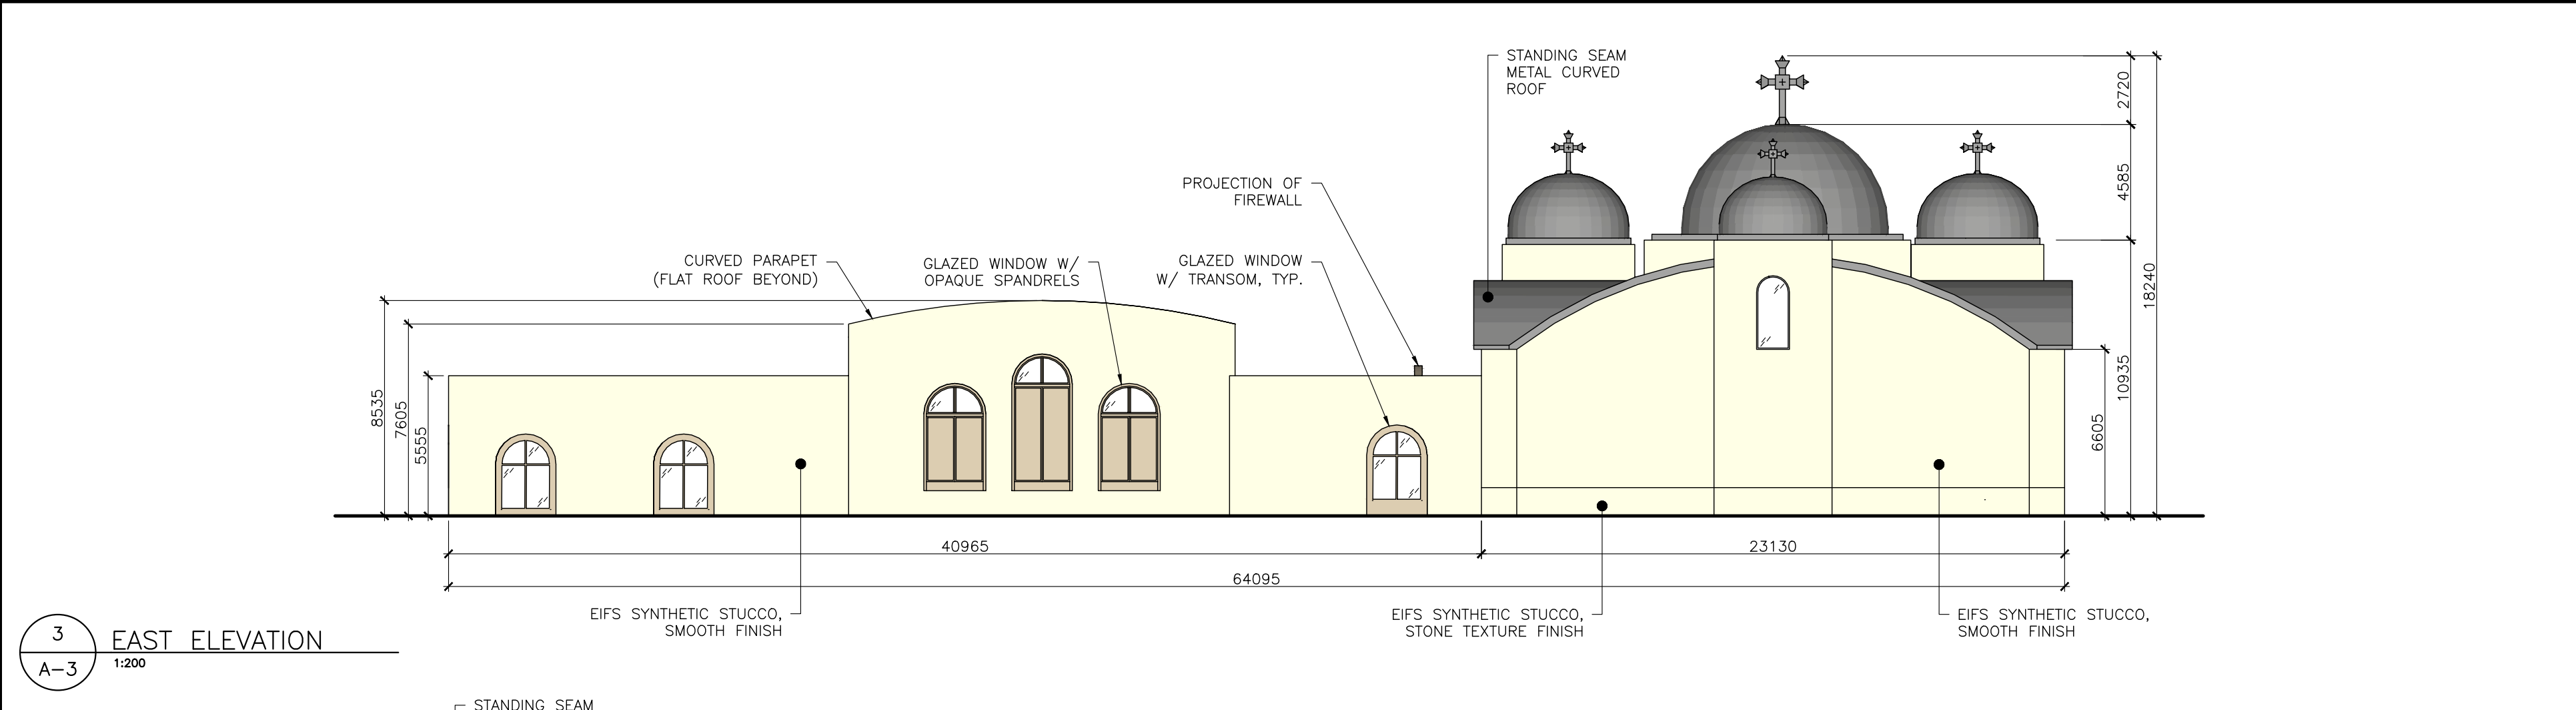 STANDING SEAM
METAL CURVED
ROOF
PROJECTION OF
FIREWALL
CURVED PARAPET
(FLAT ROOF BEYOND)
GLAZED WINDOW W/
OPAQUE SPANDRELS
GLAZED WINDOW
W/ TRANSOM, TYP.
8535
7605
5555
2720
4585
18240
10935
6605
40965
23130
64095
EIFS SYNTHETIC STUCCO,
SMOOTH FINISH
EIFS SYNTHETIC STUCCO,
STONE TEXTURE FINISH
EIFS SYNTHETIC STUCCO,
SMOOTH FINISH
3
A-3
EAST ELEVATION
1:200
STANDING SEAM